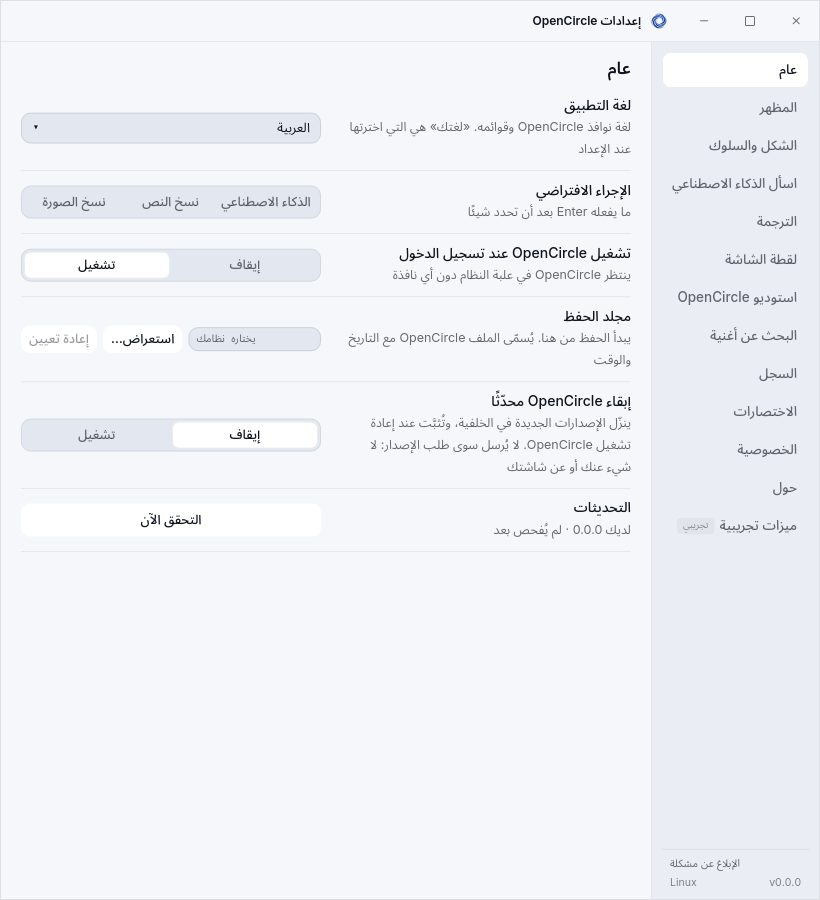 إعدادات OpenCircle
عام
المظهر
الشكل والسلوك
اسأل الذكاء الاصطناعي
الترجمة
لقطة الشاشة
استوديو OpenCircle
البحث عن أغنية
السجل
الاختصارات
الخصوصية
حول
ميزات تجريبية تجريبي
الإبلاغ عن مشكلة
v0.0.0 Linux
عام
لغة التطبيق
لغة نوافذ OpenCircle وقوائمه. «لغتك» هي التي اخترتها
عند الإعداد
العربية
الإجراء الافتراضي
ما يفعله Enter بعد أن تحدد شيئًا
الذكاء الاصطناعي نسخ النص نسخ الصورة
تشغيل OpenCircle عند تسجيل الدخول
ينتظر OpenCircle في علبة النظام دون أي نافذة
إيقاف تشغيل
مجلد الحفظ
يبدأ الحفظ من هنا. يُسمّى الملف OpenCircle مع التاريخ
والوقت
يختاره نظامك استعراض... إعادة تعيين
إبقاء OpenCircle محدّثًا
ينزّل الإصدارات الجديدة في الخلفية، وتُثبَّت عند إعادة
تشغيل OpenCircle. لا يُرسل سوى طلب الإصدار: لا
شيء عنك أو عن شاشتك
إيقاف تشغيل
التحديثات
لديك 0.0.0 · لم يُفحص بعد
التحقق الآن